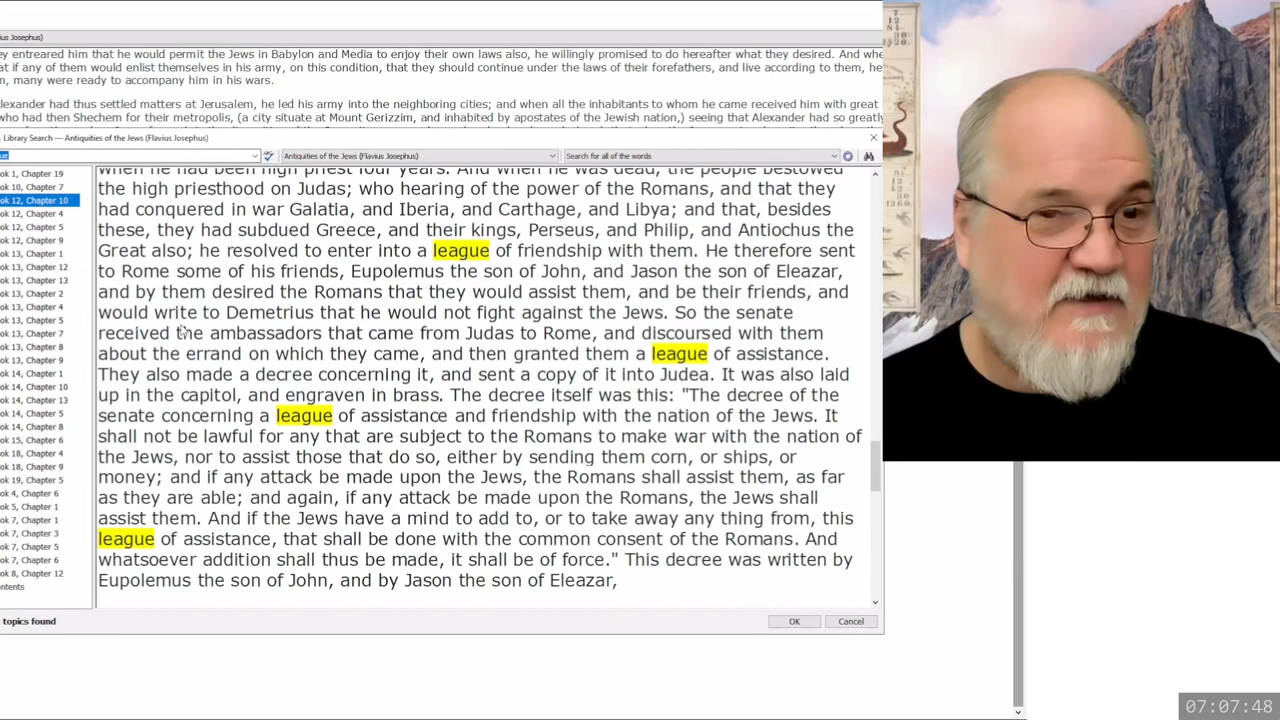 ius Josephus)
ey entreared him that he would permit the Jews in Babylon and Media to enjoy their own laws also, he willingly promised to do hereafter what they desired. And whe
at if any of them would enlist themselves in his army, on this condition, that they should continue under the laws of their forefathers, and live according to them, he
n, many were ready to accompany him in his wars.
lexander had thus settled matters at Jerusalem, he led his army into the neighboring cities; and when all the inhabitants to whom he came received him with great
who had then Shechem for their metropolis, (a city situate at Mount Gerizzim, and inhabited by apostates of the Jewish nation,) seeing that Alexander had so greatly
Library Search — Antiquities of the Jews (Flavius Josephus)
ue
Antiquities of the Jews (Flavius Josephus)
Search for all of the words
ok 1, Chapter 19
ok 10, Chapter 7
ok 12, Chapter 10
ok 12, Chapter 4
ok 12, Chapter 5
ok 12, Chapter 9
ok 13, Chapter 1
ok 13, Chapter 12
ok 13, Chapter 13
ok 13, Chapter 2
ok 13, Chapter 4
ok 13, Chapter 5
ok 13, Chapter 7
ok 13, Chapter 8
ok 13, Chapter 9
ok 14, Chapter 1
ok 14, Chapter 10
ok 14, Chapter 13
ok 14, Chapter 5
ok 14, Chapter 8
ok 15, Chapter 6
ok 18, Chapter 4
ok 18, Chapter 9
ok 19, Chapter 5
ok 4, Chapter 6
ok 5, Chapter 1
ok 7, Chapter 1
ok 7, Chapter 3
ok 7, Chapter 5
ok 7, Chapter 6
ok 8, Chapter 12
ontents
when he had been high priest four years. And when he was dead, the people bestowed
the high priesthood on Judas; who hearing of the power of the Romans, and that they
had conquered in war Galatia, and Iberia, and Carthage, and Libya; and that, besides
these, they had subdued Greece, and their kings, Perseus, and Philip, and Antiochus the
Great also, he resolved to enter into a league of friendship with them. He therefore sent
to Rome some of his friends, Eupolemus the son of John, and Jason the son of Eleazar,
and by them desired the Romans that they would assist them, and be their friends, and
would write to Demetrius that he would not fight against the Jews. So the senate
received the ambassadors that came from Judas to Rome, and discoursed with them
about the errand on which they came, and then granted them a league of assistance.
They also made a decree concerning it, and sent a copy of it into Judea. It was also laid
up in the capitol, and engraven in brass. The decree itself was this: "The decree of the
senate concerning a league of assistance and friendship with the nation of the Jews. It
shall not be lawful for any that are subject to the Romans to make war with the nation of
the Jews, nor to assist those that do so, either by sending them corn, or ships, or
money; and if any attack be made upon the Jews, the Romans shall assist them, as far
as they are able; and again, if any attack be made upon the Romans, the Jews shall
assist them. And if the Jews have a mind to add to, or to take away any thing from, this
league of assistance, that shall be done with the common consent of the Romans. And
whatsoever addition shall thus be made, it shall be of force." This decree was written by
Eupolemus the son of John, and by Jason the son of Eleazar,
topics found
OK
Cancel
07:07:48